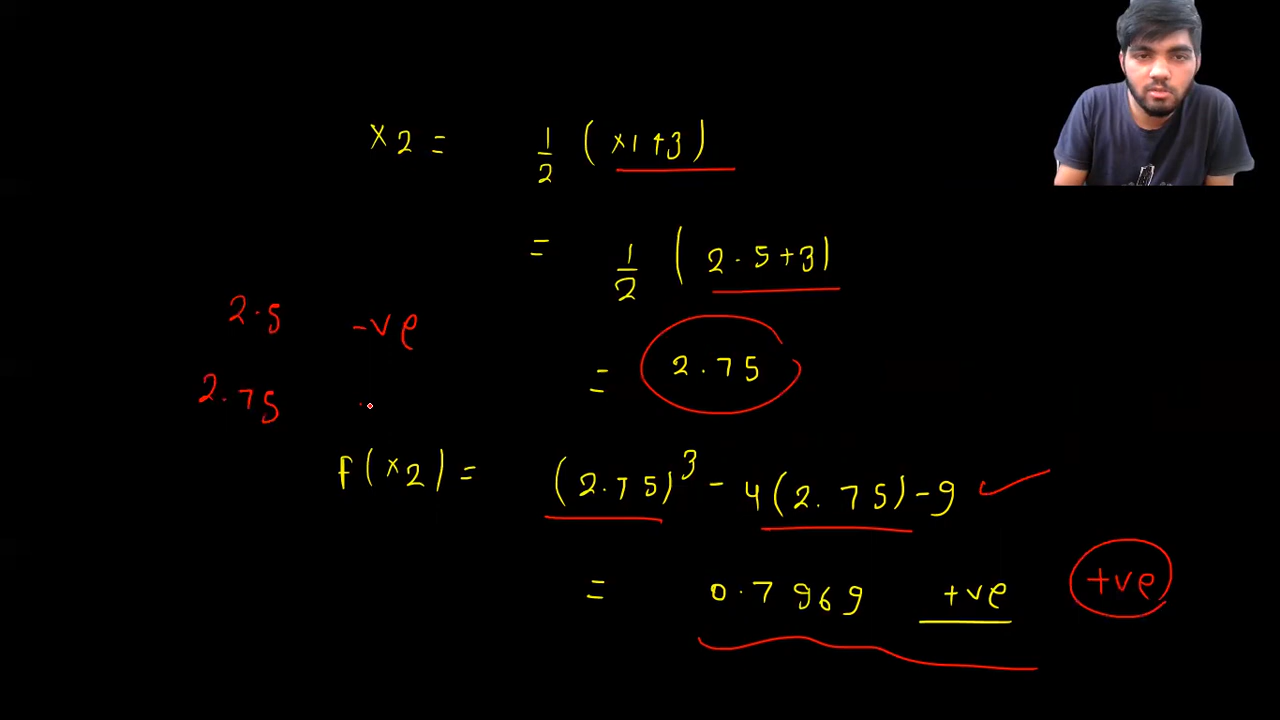 x2 = 1/2 (x1+3)
= 1/2 (2.5+3)
2.5 -ve
= 2.75
2.75
f(x2) = (2.75)³ - 4(2.75) - 9
= 0.7969 +ve +ve